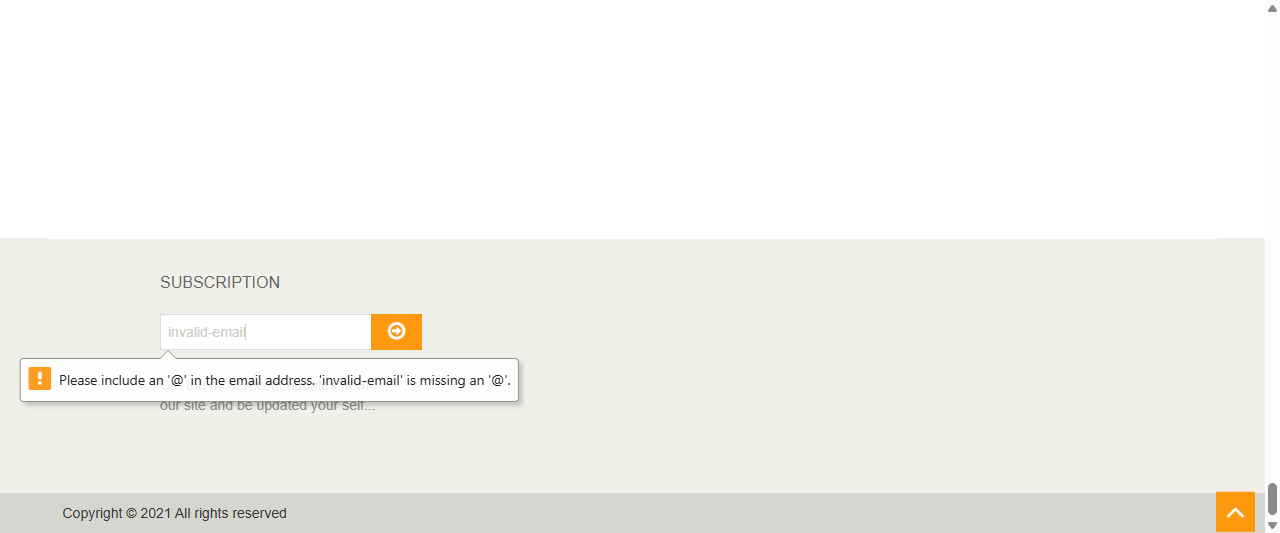 SUBSCRIPTION
invalid-email
Please include an '@' in the email address. 'invalid-email' is missing an '@'.
our site and be updated your self...
Copyright © 2021 All rights reserved